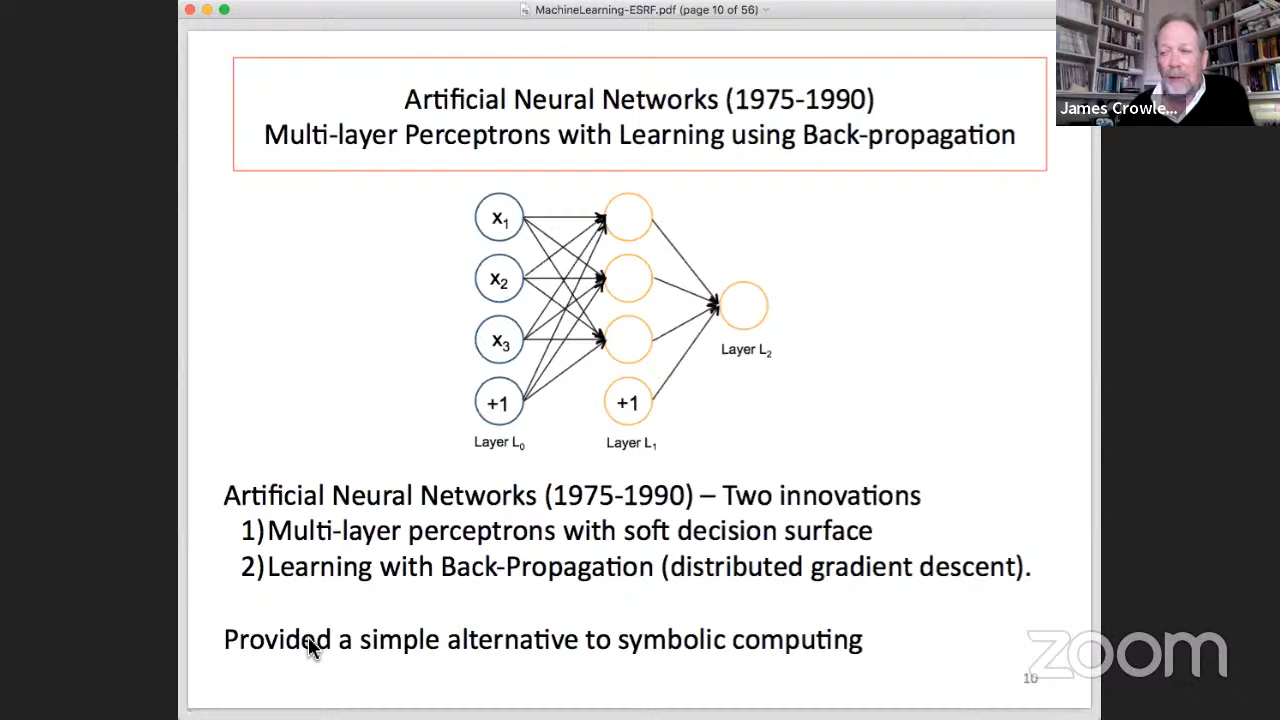 MachineLearning-ESRF.pdf (page 10 of 56)
James Crowle...
Artificial Neural Networks (1975-1990)
Multi-layer Perceptrons with Learning using Back-propagation
x1
x2
x3
+1
+1
Layer L0
Layer L1
Layer L2
Artificial Neural Networks (1975-1990) – Two innovations
1)Multi-layer perceptrons with soft decision surface
2)Learning with Back-Propagation (distributed gradient descent).
Provided a simple alternative to symbolic computing
10
zoom